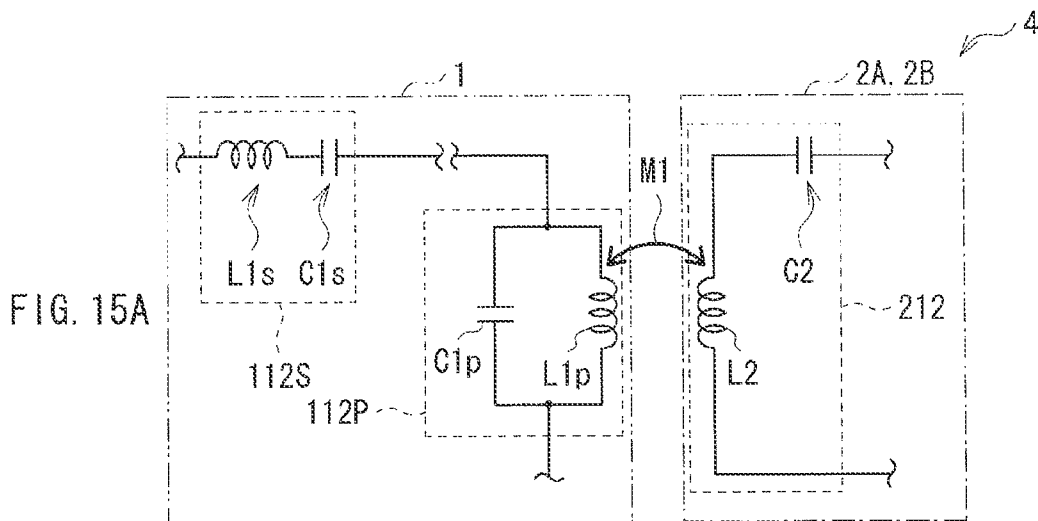 4
1
2A, 2B
M1
L1s
C1s
C2
FIG. 15A
212
C1p
L1p
L2
112S
112P